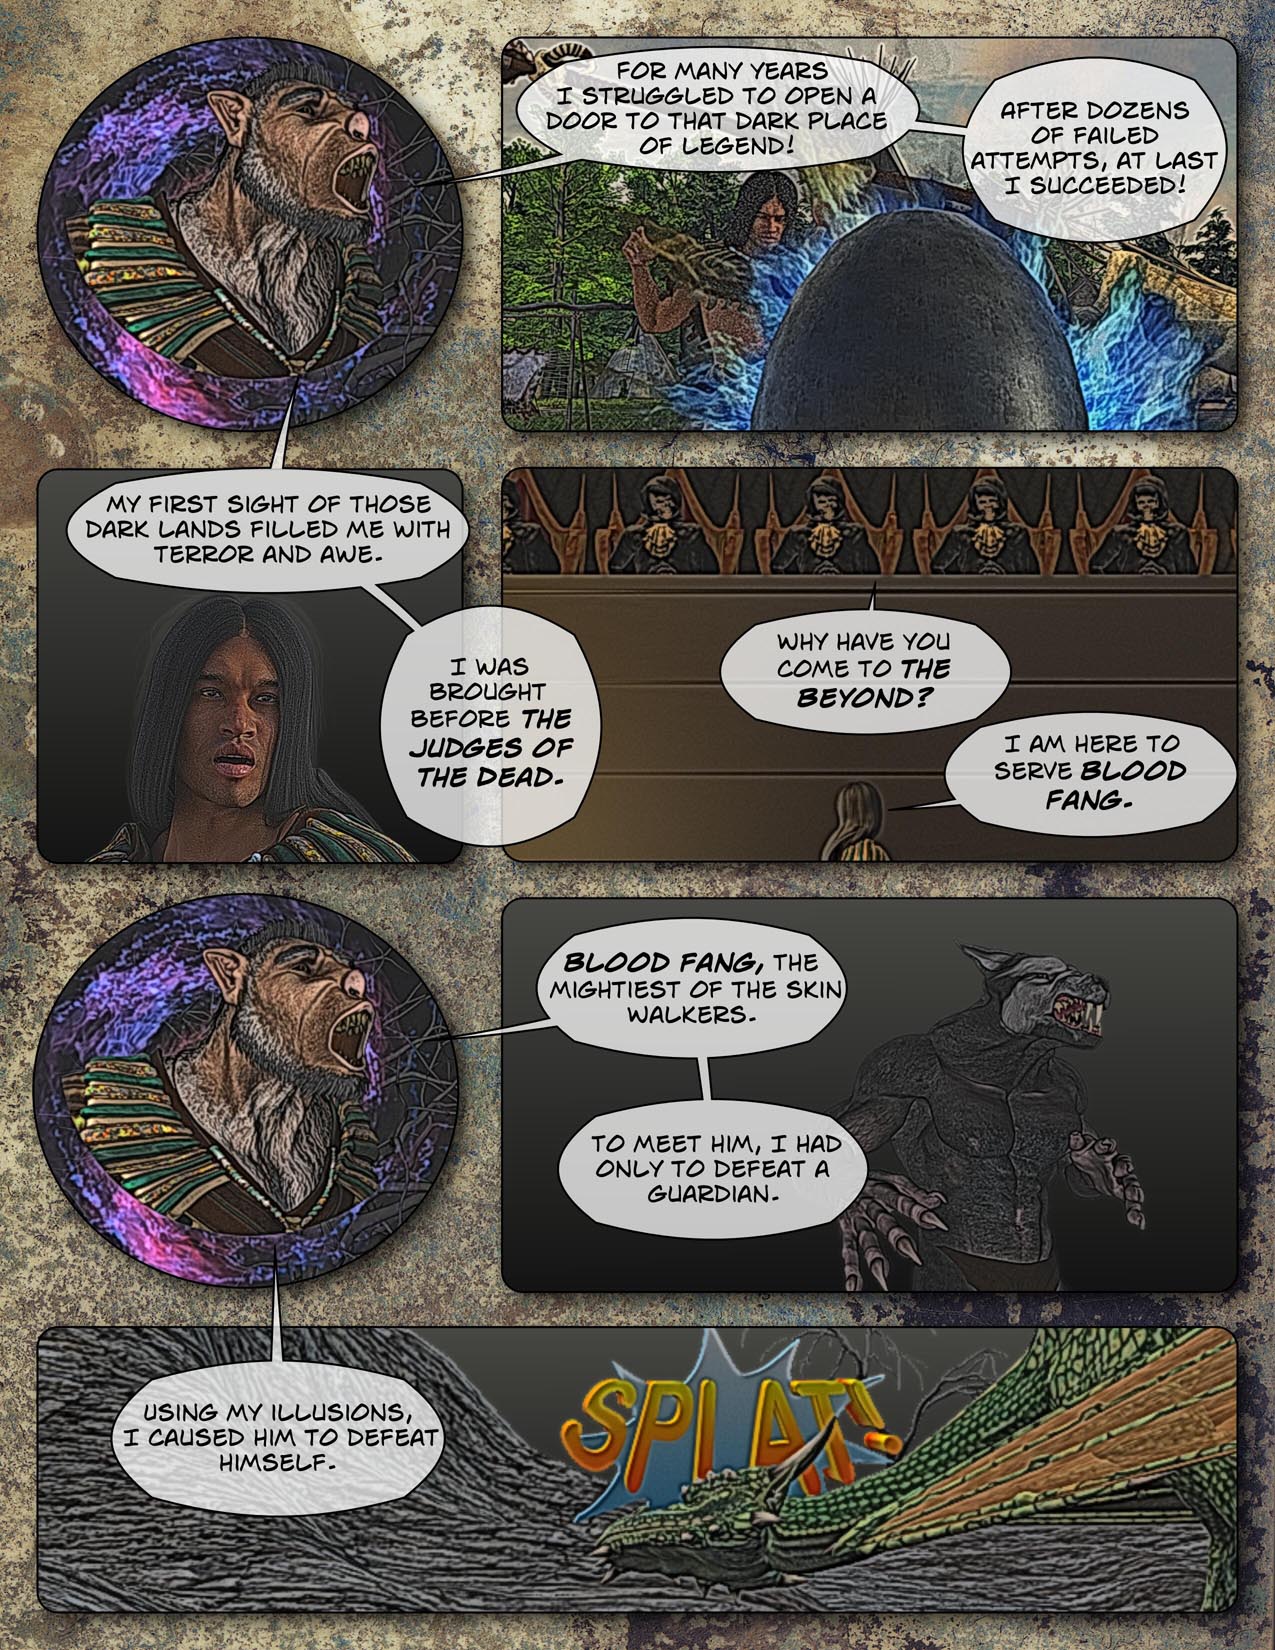 FOR MANY YEARS
I STRUGGLED TO OPEN A
DOOR TO THAT DARK PLACE
OF LEGEND!
AFTER DOZENS
OF FAILED
ATTEMPTS, AT LAST
I SUCCEEDED!
MY FIRST SIGHT OF THOSE
DARK LANDS FILLED ME WITH
TERROR AND AWE.
I WAS
BROUGHT
BEFORE THE
JUDGES OF
THE DEAD.
WHY HAVE YOU
COME TO THE
BEYOND?
I AM HERE TO
SERVE BLOOD
FANG.
BLOOD FANG, THE
MIGHTIEST OF THE SKIN
WALKERS.
TO MEET HIM, I HAD
ONLY TO DEFEAT A
GUARDIAN.
USING MY ILLUSIONS,
I CAUSED HIM TO DEFEAT
HIMSELF.
SPLAT!